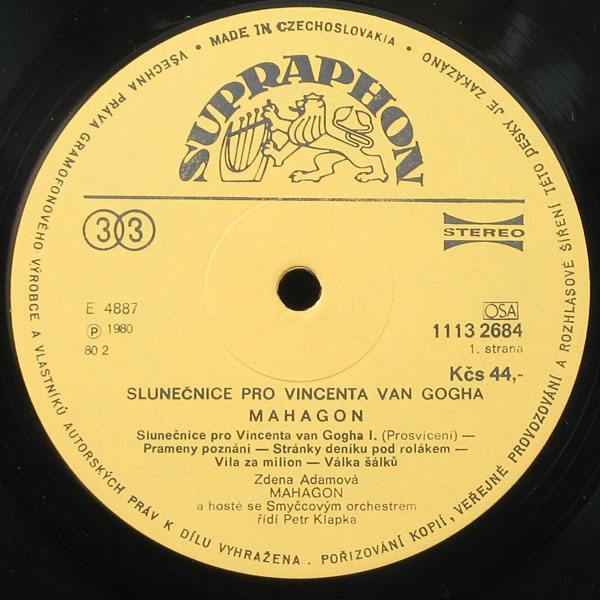 • MADE IN CZECHOSLOVAKIA •
VŠECHNA PRÁVA GRAMOFONOVÉHO VÝROBCE A VLASTNÍKŮ AUTORSKÝCH PRÁV K DÍLU VYHRAŽENA. POŘIZOVÁNÍ KOPIÍ, VEŘEJNÉ PROVOZOVÁNÍ A ROZHLASOVÉ ŠÍŘENÍ TÉTO DESKY JE ZAKÁZÁNO
SUPRAPHON
33
STEREO
E 4887
Ⓟ 1980
80 2
OSA
1113 2684
1. strana
Kčs 44,-
SLUNEČNICE PRO VINCENTA VAN GOGHA
MAHAGON
Slunečnice pro Vincenta van Gogha I. (Prosvícení) —
Prameny poznání — Stránky deníku pod rolákem —
Vila za milion — Válka šálků
Zdena Adamová
MAHAGON
a hosté se Smyčcovým orchestrem
řídí Petr Klapka